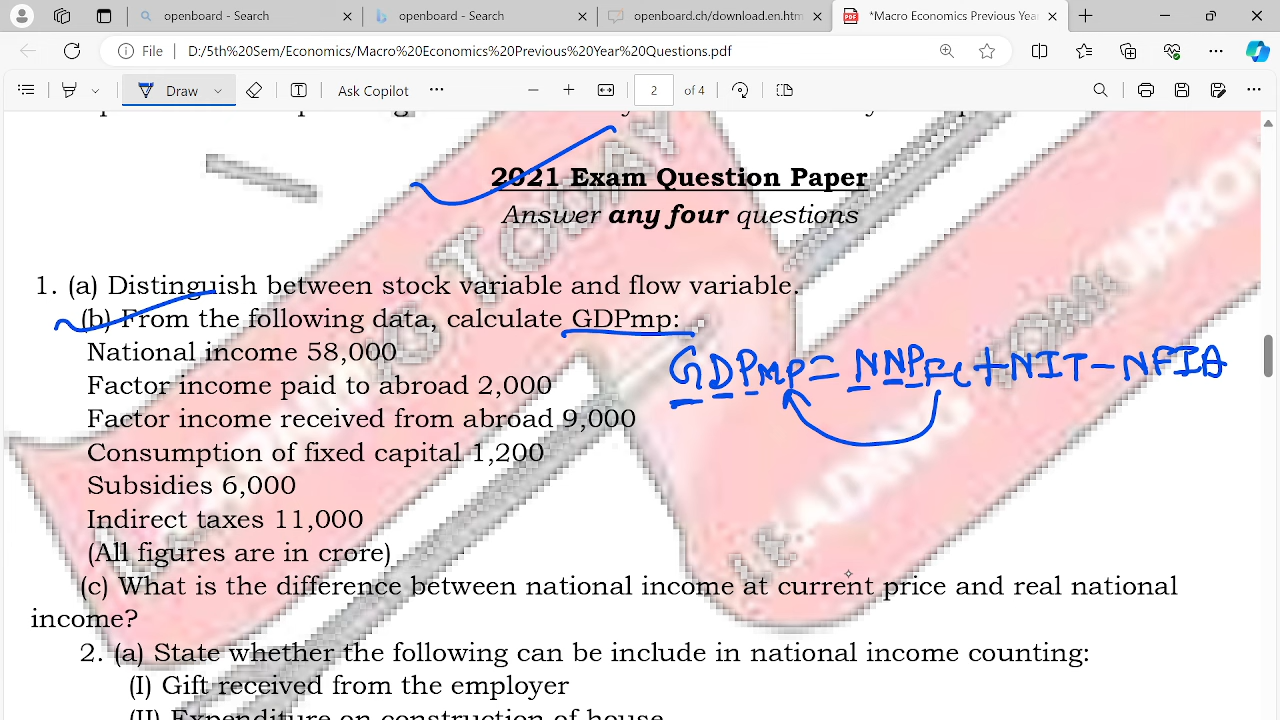 openboard - Search
openboard - Search
openboard.ch/download.en.htm
*Macro Economics Previous Yea
File D:/5th%20Sem/Economics/Macro%20Economics%20Previous%20Year%20Questions.pdf
Draw
Ask Copilot
2 of 4
2021 Exam Question Paper
Answer any four questions
1. (a) Distinguish between stock variable and flow variable.
(b) From the following data, calculate GDPmp:
National income 58,000
GDPMP = NNPFC + NIT - NFIA
Factor income paid to abroad 2,000
Factor income received from abroad 9,000
Consumption of fixed capital 1,200
Subsidies 6,000
Indirect taxes 11,000
(All figures are in crore)
(c) What is the difference between national income at current price and real national
income?
2. (a) State whether the following can be include in national income counting:
(I) Gift received from the employer
(II) Expenditure on construction of house